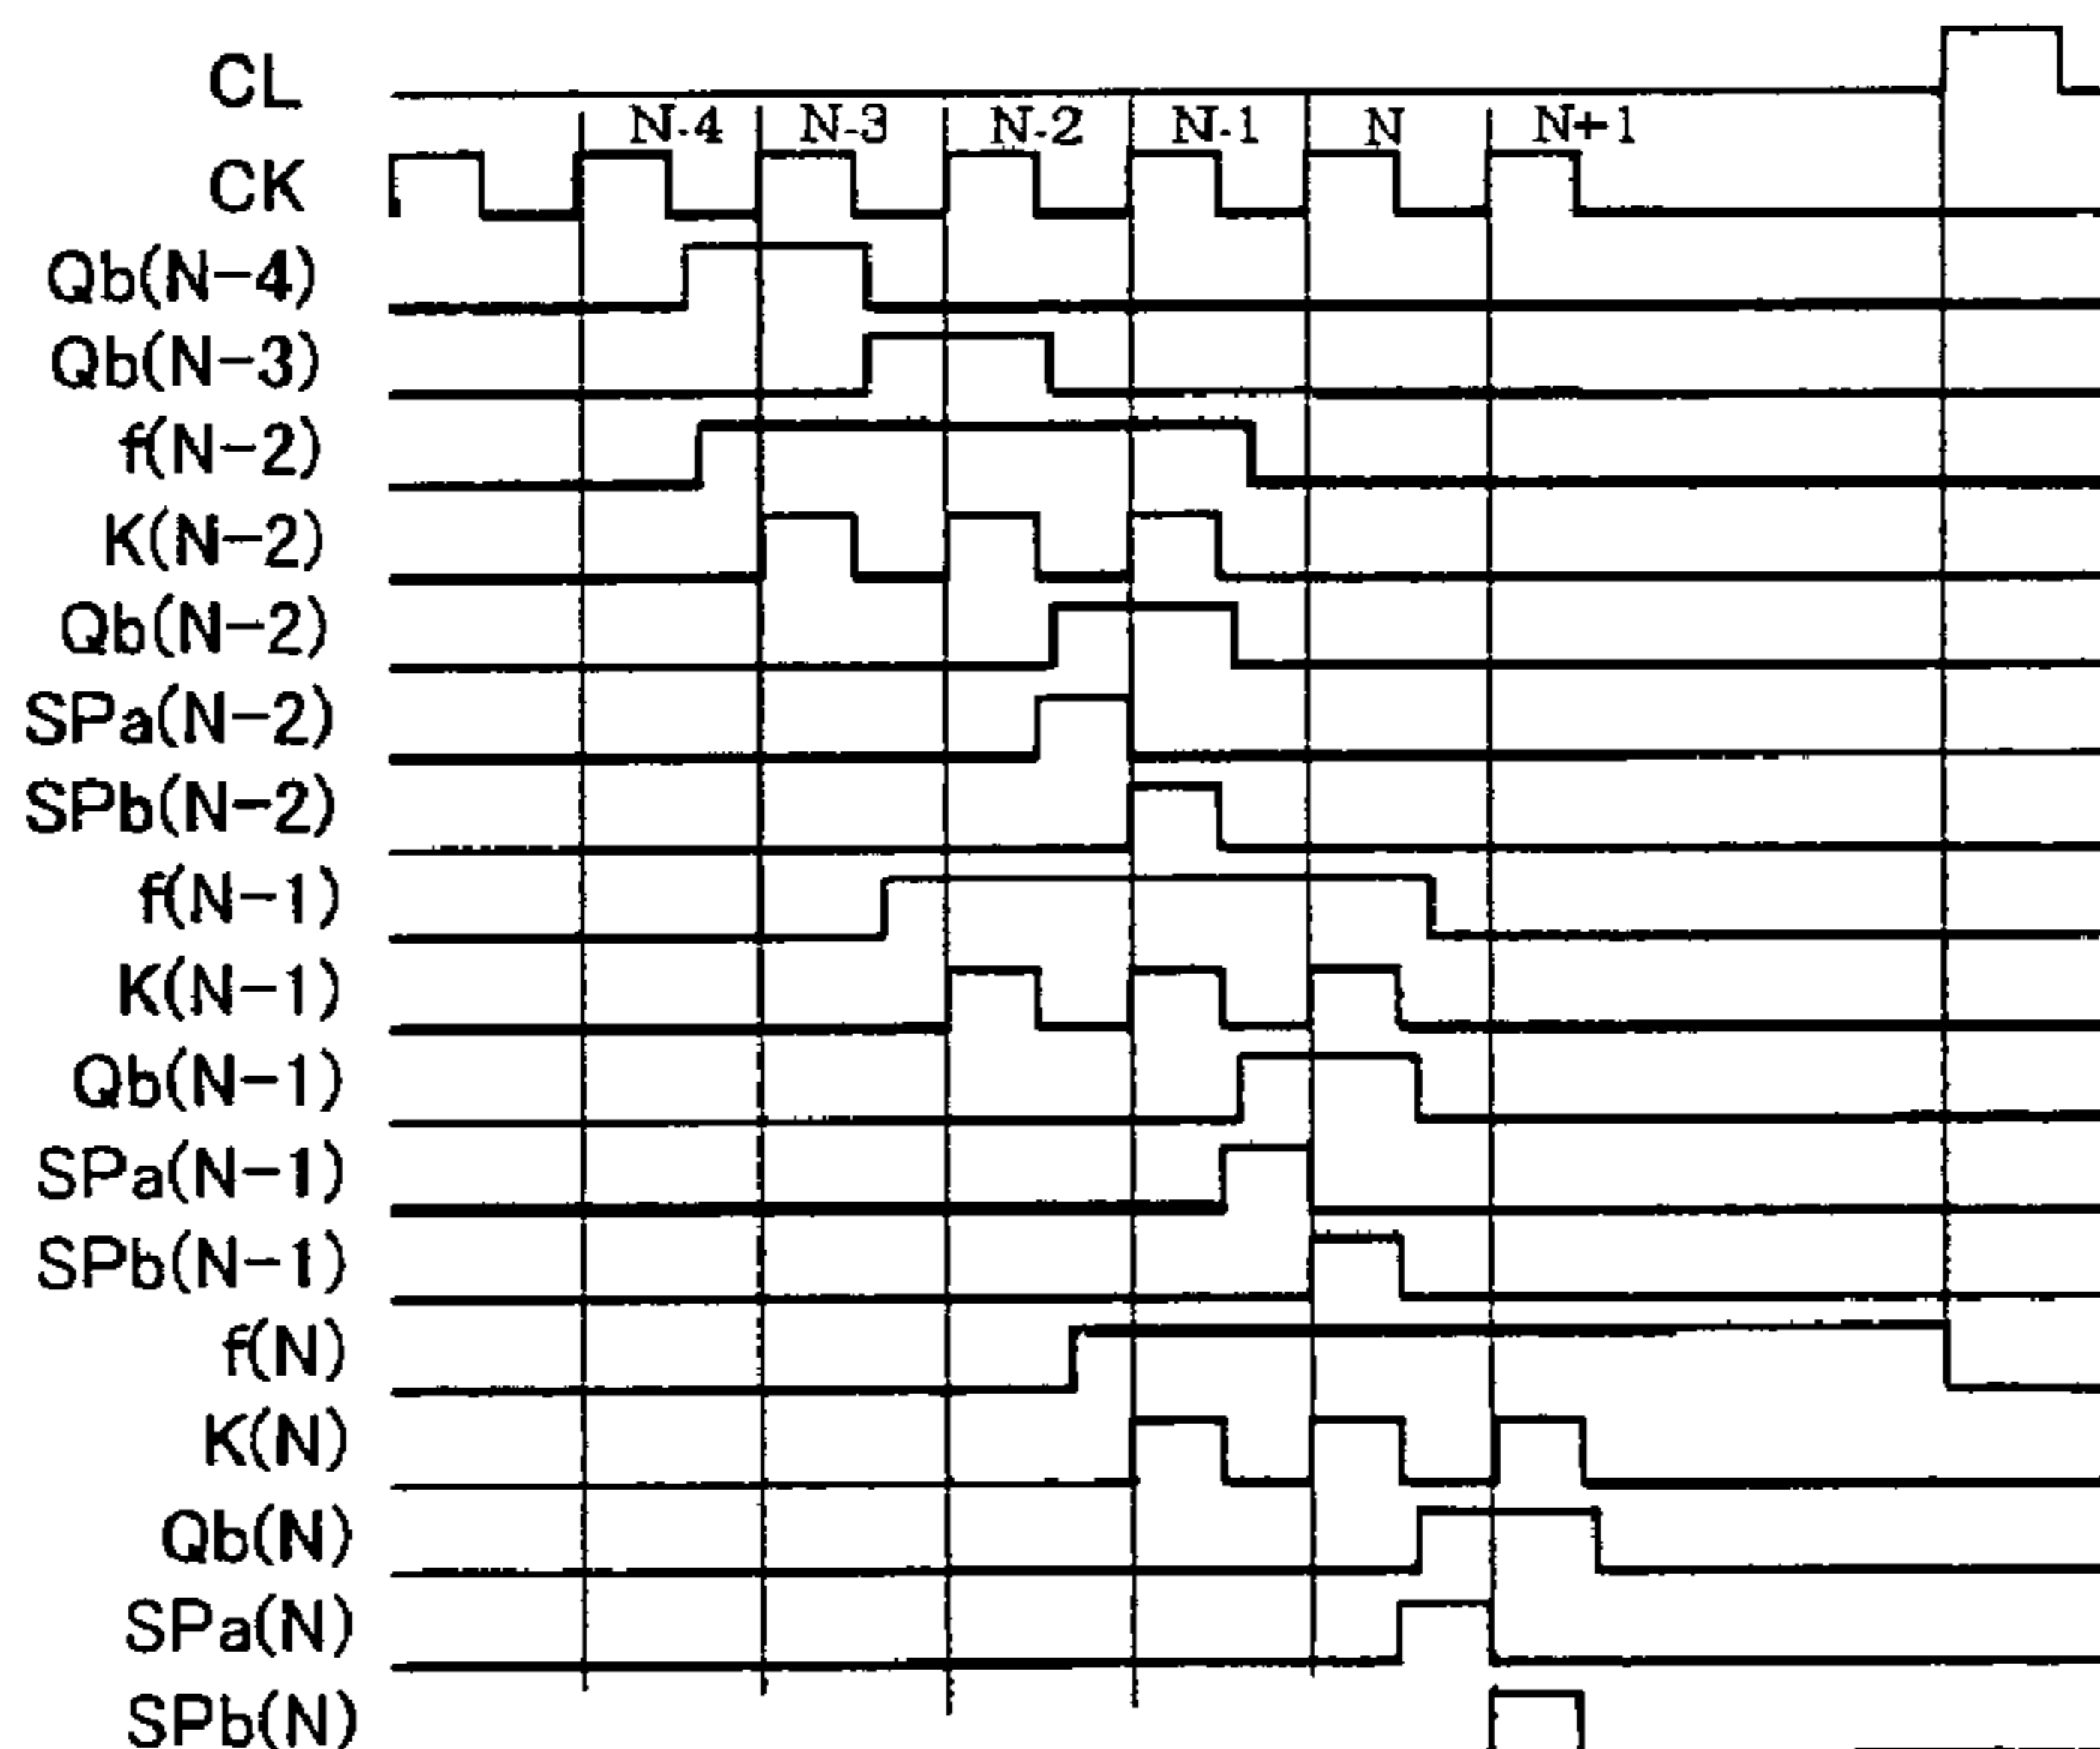 CL
N-4 N-3 N-2 N-1 N N+1
CK
Qb(N-4)
Qb(N-3)
f(N-2)
K(N-2)
Qb(N-2)
SPa(N-2)
SPb(N-2)
f(N-1)
K(N-1)
Qb(N-1)
SPa(N-1)
SPb(N-1)
f(N)
K(N)
Qb(N)
SPa(N)
SPb(N)